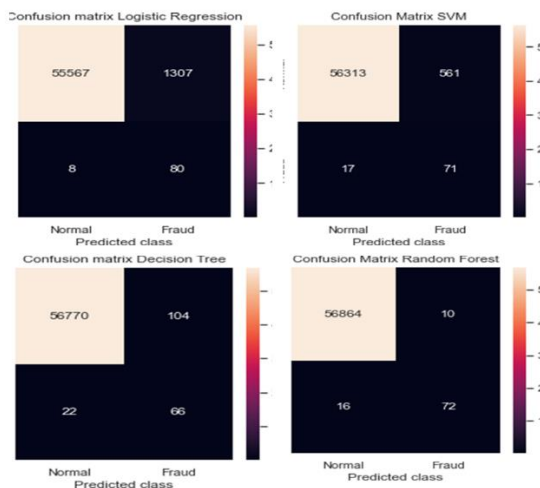 Confusion matrix Logistic Regression
55567 1307
8 80
Normal Fraud
Predicted class
Confusion Matrix SVM
56313 561
17 71
Normal Fraud
Predicted class
Confusion matrix Decision Tree
56770 104
22 66
Normal Fraud
Predicted class
Confusion Matrix Random Forest
56864 10
16 72
Normal Fraud
Predicted class